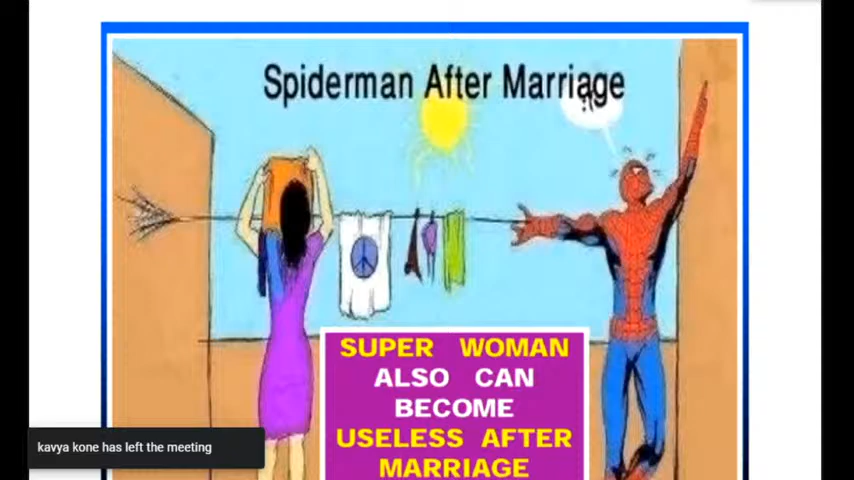 Spiderman After Marriage
SUPER WOMAN
ALSO CAN
BECOME
USELESS AFTER
MARRIAGE
kavya kone has left the meeting